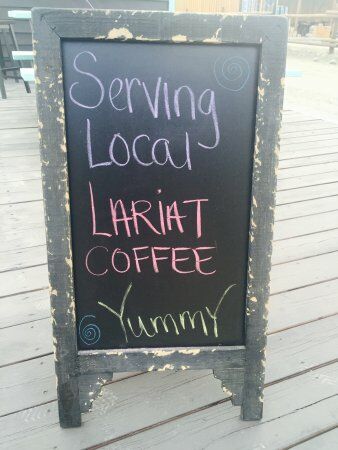 Serving
Local
LARIAT
COFFEE
Yummy